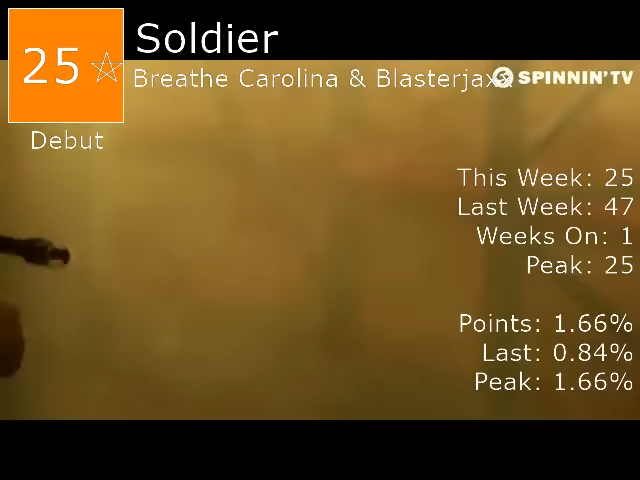 25
Soldier
Breathe Carolina & Blasterjaxx
SPINNIN'TV
Debut
This Week: 25
Last Week: 47
Weeks On: 1
Peak: 25
Points: 1.66%
Last: 0.84%
Peak: 1.66%